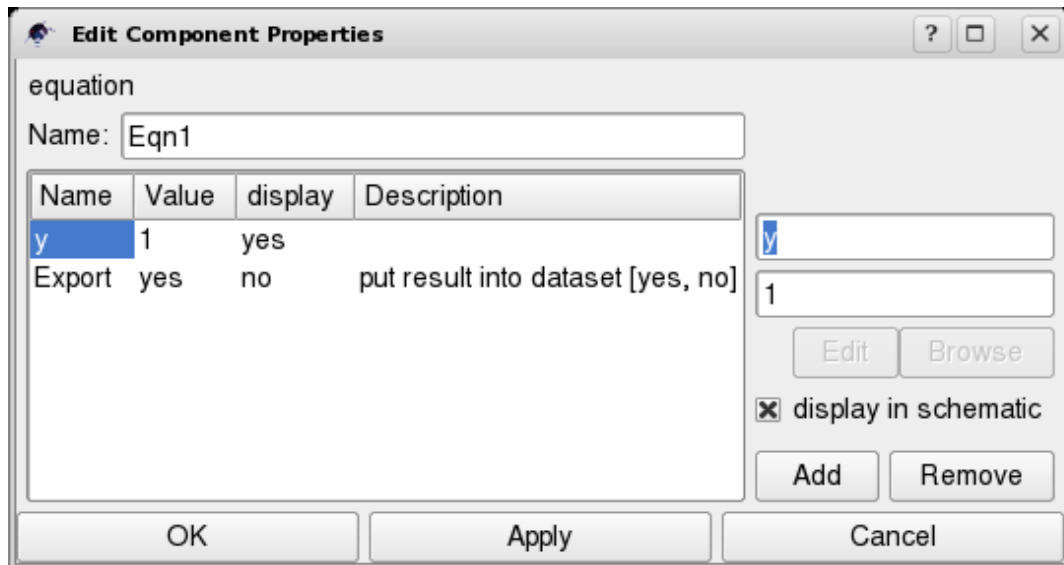 Edit Component Properties ?
equation
Name: Eqn1
Name Value display Description
y 1 yes
Export yes no put result into dataset [yes, no]
y
1
Edit Browse
display in schematic
Add Remove
OK Apply Cancel